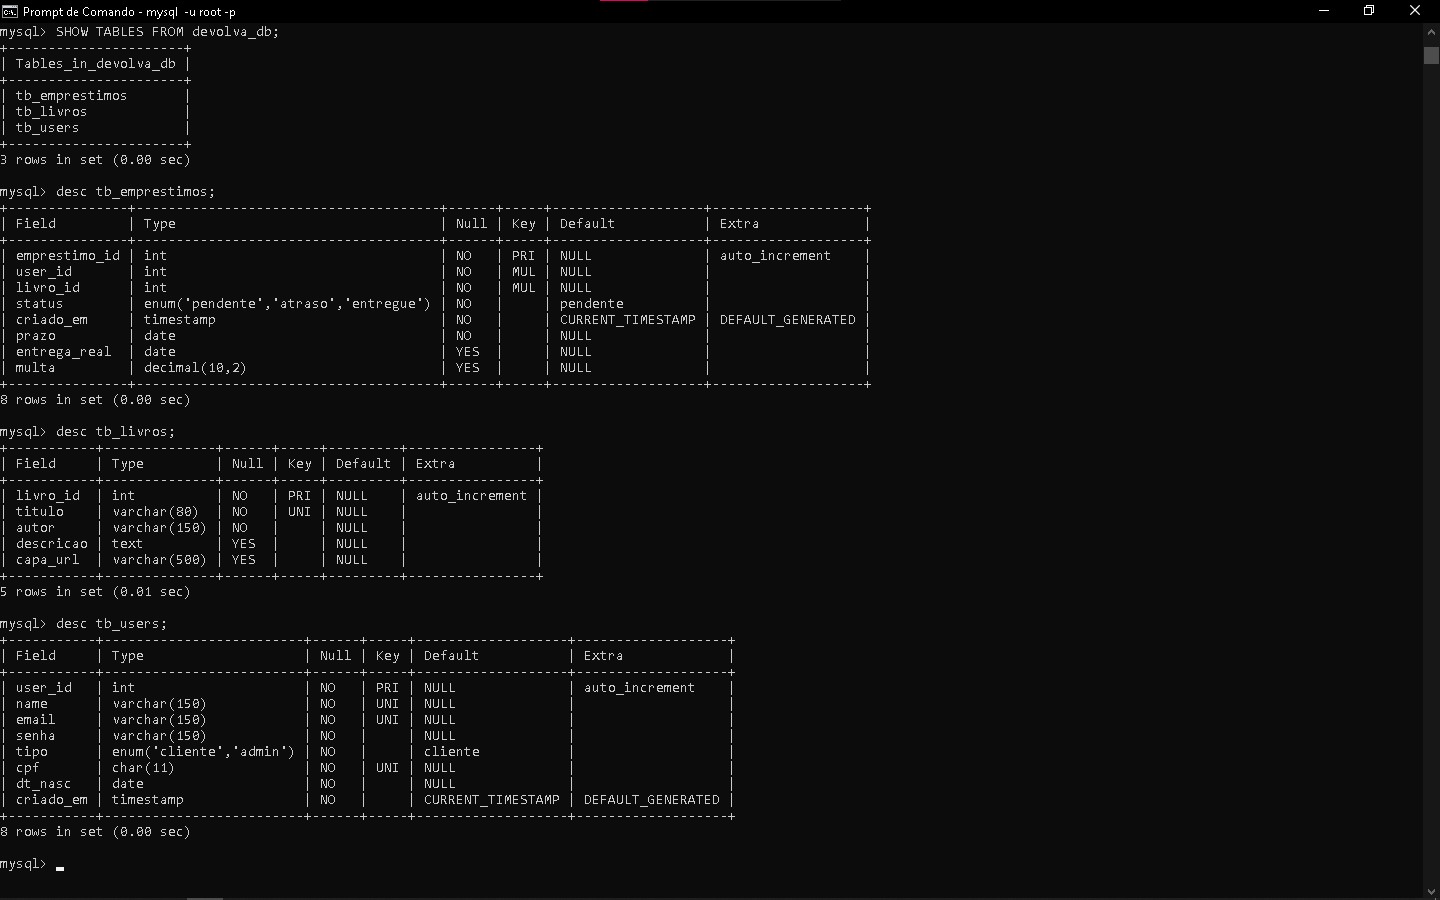 Prompt de Comando - mysql  -u root -p
mysql> SHOW TABLES FROM devolva_db;
+----------------------+
| Tables_in_devolva_db |
+----------------------+
| tb_emprestimos       |
| tb_livros            |
| tb_users             |
+----------------------+
3 rows in set (0.00 sec)
mysql> desc tb_emprestimos;
+---------------+--------------------------------------+------+-----+-------------------+-------------------+
| Field         | Type                                 | Null | Key | Default           | Extra             |
+---------------+--------------------------------------+------+-----+-------------------+-------------------+
| emprestimo_id | int                                  | NO   | PRI | NULL              | auto_increment    |
| user_id       | int                                  | NO   | MUL | NULL              |                   |
| livro_id      | int                                  | NO   | MUL | NULL              |                   |
| status        | enum('pendente','atraso','entregue') | NO   |     | pendente          |                   |
| criado_em     | timestamp                            | NO   |     | CURRENT_TIMESTAMP | DEFAULT_GENERATED |
| prazo         | date                                 | NO   |     | NULL              |                   |
| entrega_real  | date                                 | YES  |     | NULL              |                   |
| multa         | decimal(10,2)                        | YES  |     | NULL              |                   |
+---------------+--------------------------------------+------+-----+-------------------+-------------------+
8 rows in set (0.00 sec)
mysql> desc tb_livros;
+-----------+--------------+------+-----+---------+----------------+
| Field     | Type         | Null | Key | Default | Extra          |
+-----------+--------------+------+-----+---------+----------------+
| livro_id  | int          | NO   | PRI | NULL    | auto_increment |
| titulo    | varchar(80)  | NO   | UNI | NULL    |                |
| autor     | varchar(150) | NO   |     | NULL    |                |
| descricao | text         | YES  |     | NULL    |                |
| capa_url  | varchar(500) | YES  |     | NULL    |                |
+-----------+--------------+------+-----+---------+----------------+
5 rows in set (0.01 sec)
mysql> desc tb_users;
+-----------+-------------------------+------+-----+-------------------+-------------------+
| Field     | Type                    | Null | Key | Default           | Extra             |
+-----------+-------------------------+------+-----+-------------------+-------------------+
| user_id   | int                     | NO   | PRI | NULL              | auto_increment    |
| name      | varchar(150)            | NO   | UNI | NULL              |                   |
| email     | varchar(150)            | NO   | UNI | NULL              |                   |
| senha     | varchar(150)            | NO   |     | NULL              |                   |
| tipo      | enum('cliente','admin') | NO   |     | cliente           |                   |
| cpf       | char(11)                | NO   | UNI | NULL              |                   |
| dt_nasc   | date                    | NO   |     | NULL              |                   |
| criado_em | timestamp               | NO   |     | CURRENT_TIMESTAMP | DEFAULT_GENERATED |
+-----------+-------------------------+------+-----+-------------------+-------------------+
8 rows in set (0.00 sec)
mysql> _